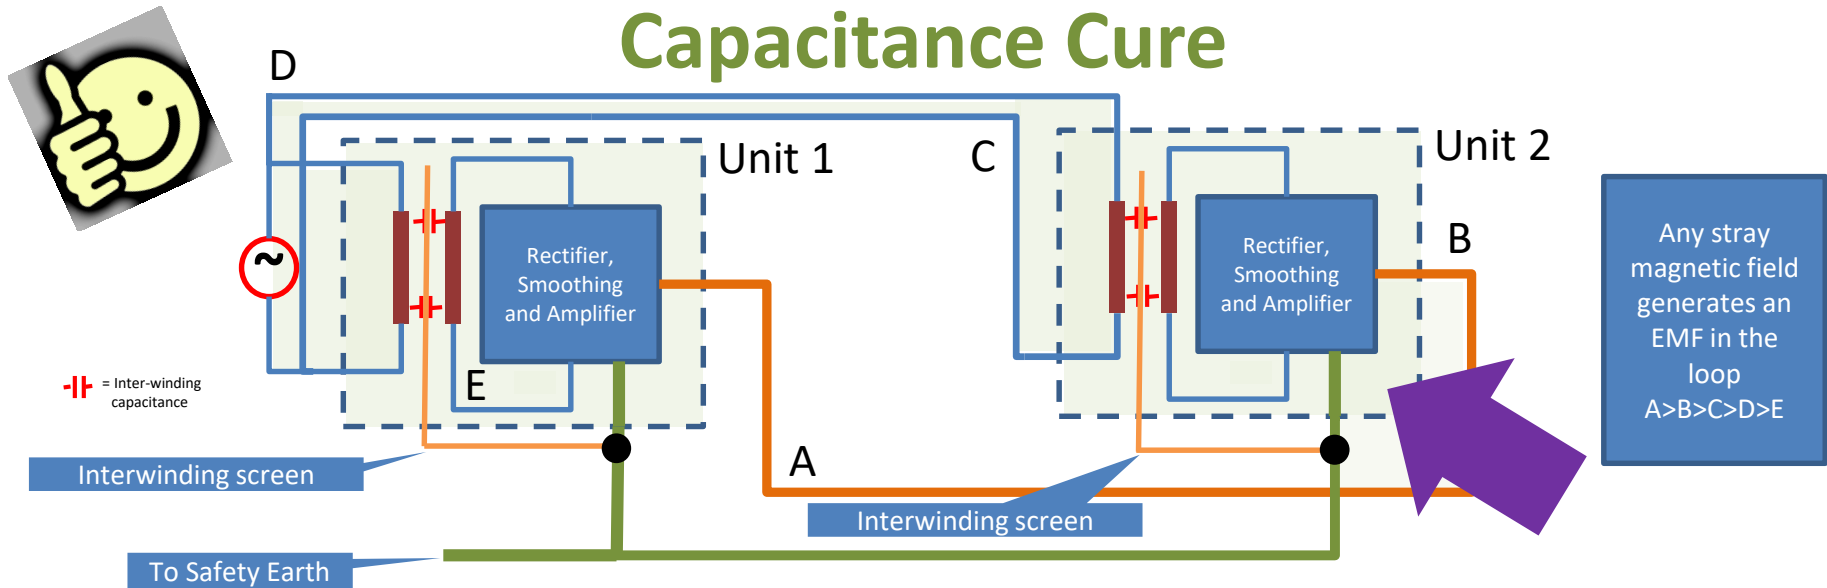 Capacitance Cure
D
Unit 1
C
Unit 2
B
Rectifier,
Smoothing
and Amplifier
Rectifier,
Smoothing
and Amplifier
~
Any stray
magnetic field
generates an
EMF in the
loop
A>B>C>D>E
= Inter-winding
capacitance
E
A
Interwinding screen
Interwinding screen
To Safety Earth